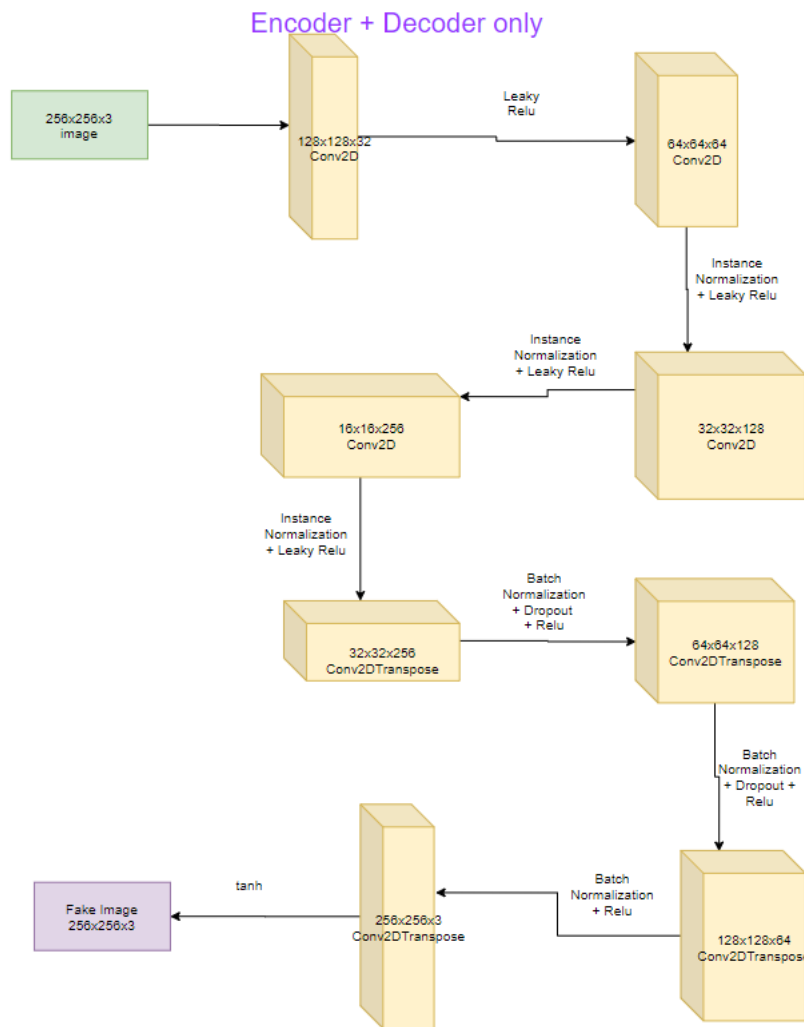 Encoder + Decoder only
256x256x3
image
128x128x32
Conv2D
Leaky
Relu
64x64x64
Conv2D
Instance
Normalization
+ Leaky Relu
32x32x128
Conv2D
Instance
Normalization
+ Leaky Relu
16x16x256
Conv2D
Instance
Normalization
+ Leaky Relu
32x32x256
Conv2DTranspose
Batch
Normalization
+ Dropout
+ Relu
64x64x128
Conv2DTranspose
Batch
Normalization
+ Dropout +
Relu
128x128x64
Conv2DTranspose
Batch
Normalization
+ Relu
256x256x3
Conv2DTranspose
tanh
Fake Image
256x256x3